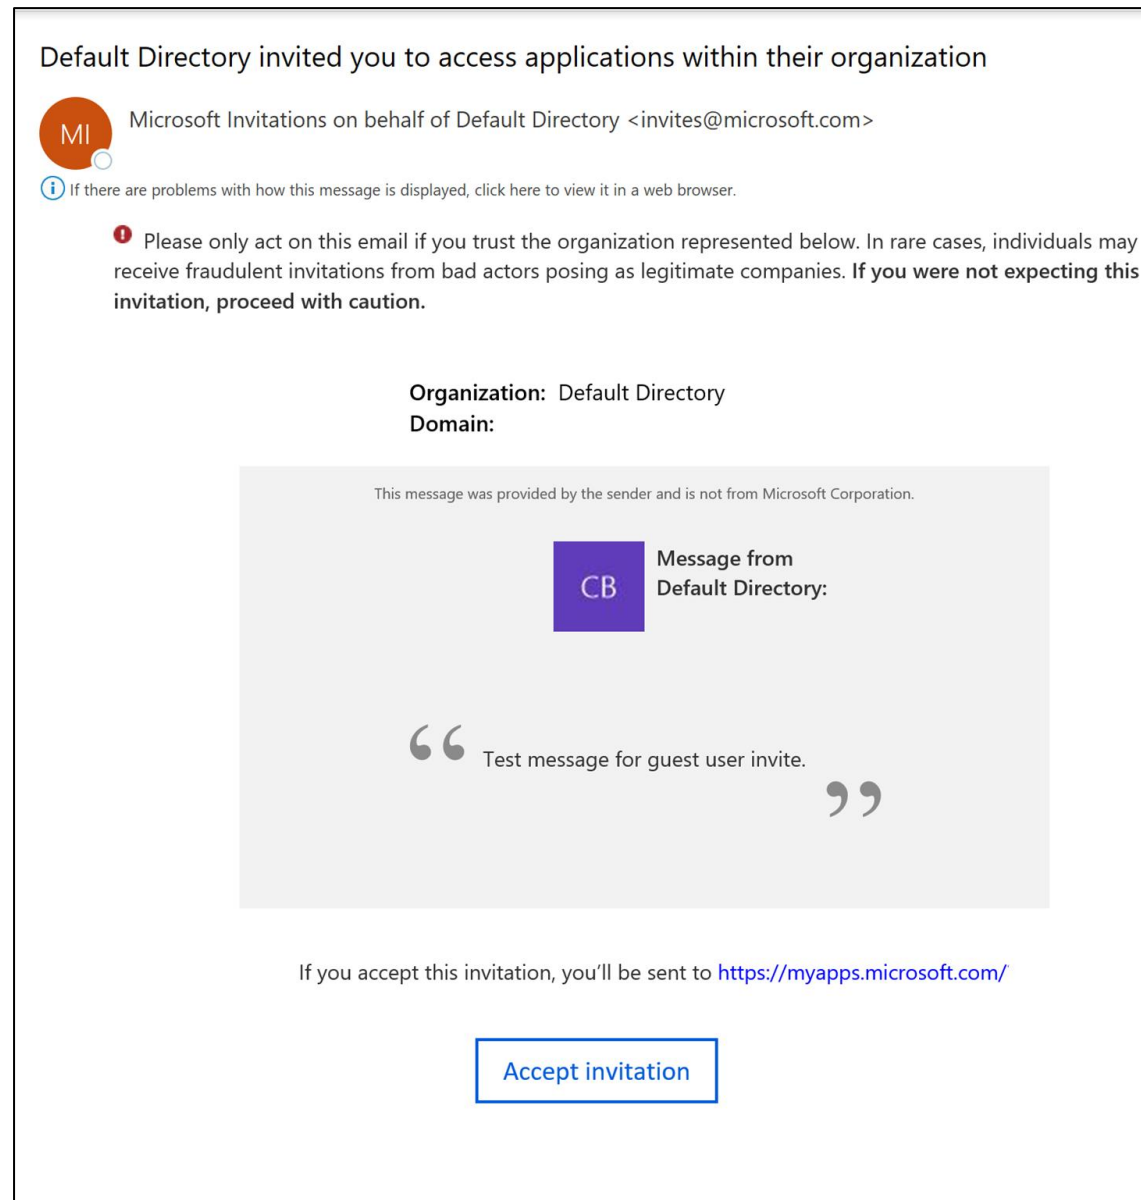 Default Directory invited you to access applications within their organization
MI
Microsoft Invitations on behalf of Default Directory <invites@microsoft.com>
If there are problems with how this message is displayed, click here to view it in a web browser.
Please only act on this email if you trust the organization represented below. In rare cases, individuals may
receive fraudulent invitations from bad actors posing as legitimate companies. If you were not expecting this
invitation, proceed with caution.
Organization: Default Directory
Domain:
This message was provided by the sender and is not from Microsoft Corporation.
CB
Message from
Default Directory:
“ Test message for guest user invite. ”
If you accept this invitation, you’ll be sent to https://myapps.microsoft.com/
Accept invitation